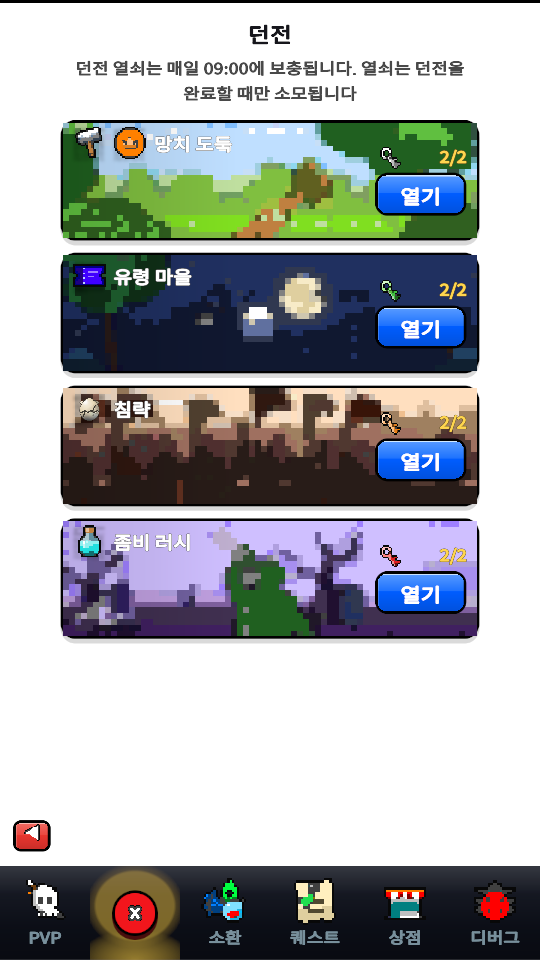 던전
던전 열쇠는 매일 09:00에 보충됩니다. 열쇠는 던전을
완료할 때만 소모됩니다
망치 도둑
2/2
열기
유령 마을
2/2
열기
침략
2/2
열기
좀비 러시
2/2
열기
PVP
소환
퀘스트
상점
디버그